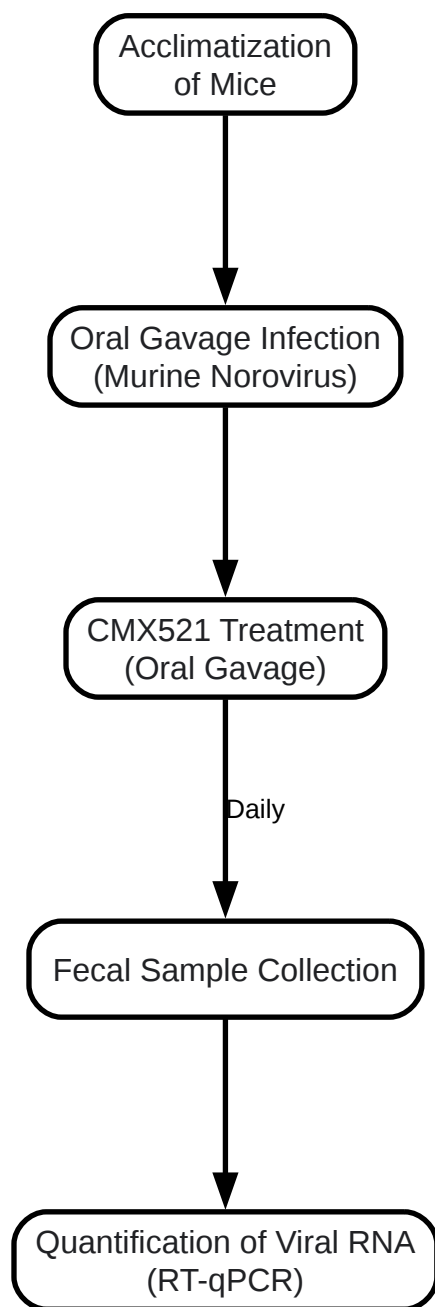 Acclimatization
of Mice
Oral Gavage Infection
(Murine Norovirus)
CMX521 Treatment
(Oral Gavage)
Daily
Fecal Sample Collection
Quantification of Viral RNA
(RT-qPCR)